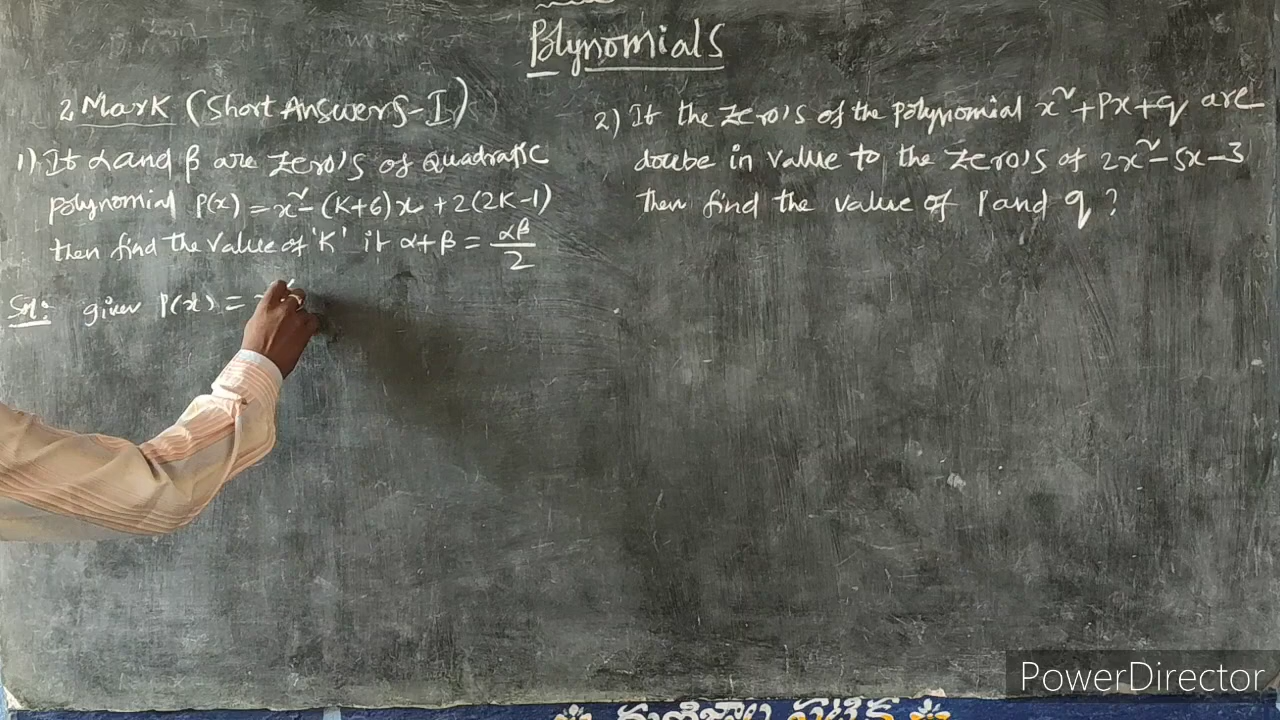 Polynomials
2 Mark (Short Answers-I)
1) If α and β are zero's of quadratic
polynomial P(x) = x² - (K+6)x + 2(2K-1)
then find the value of 'K' if α+β = αβ/2
Sol: given P(x) =
2) If the zero's of the polynomial x² + Px + q are
doube in value to the zero's of 2x² - 5x - 3
then find the value of P and q ?
PowerDirector